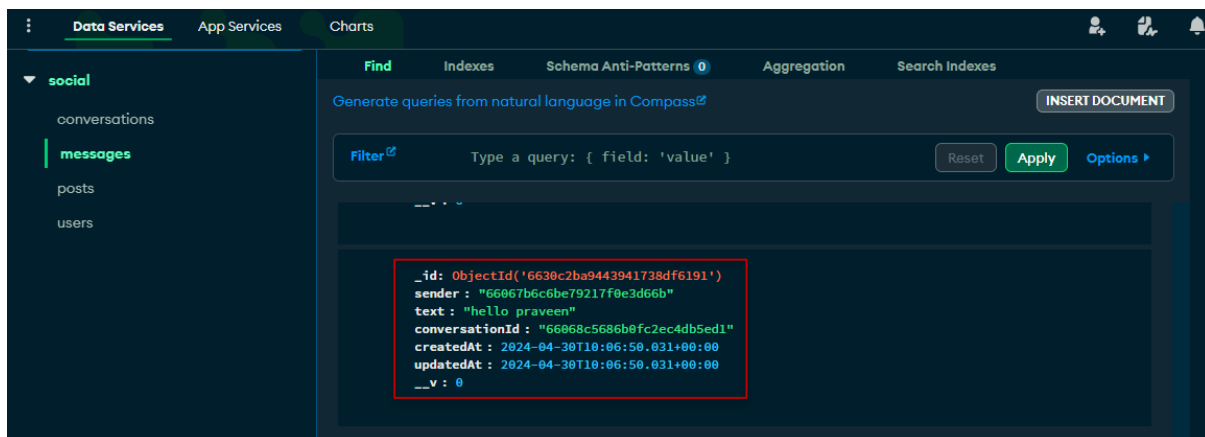 Data Services App Services Charts
social
conversations
messages
posts
users
Find Indexes Schema Anti-Patterns 0 Aggregation Search Indexes
Generate queries from natural language in Compass
INSERT DOCUMENT
Filter Type a query: { field: 'value' } Reset Apply Options
_id: ObjectId('6630c2ba9443941738df6191')
sender : "66067b6c6be79217f0e3d66b"
text : "hello praveen"
conversationId : "66068c5686b0fc2ec4db5ed1"
createdAt : 2024-04-30T10:06:50.031+00:00
updatedAt : 2024-04-30T10:06:50.031+00:00
__v : 0